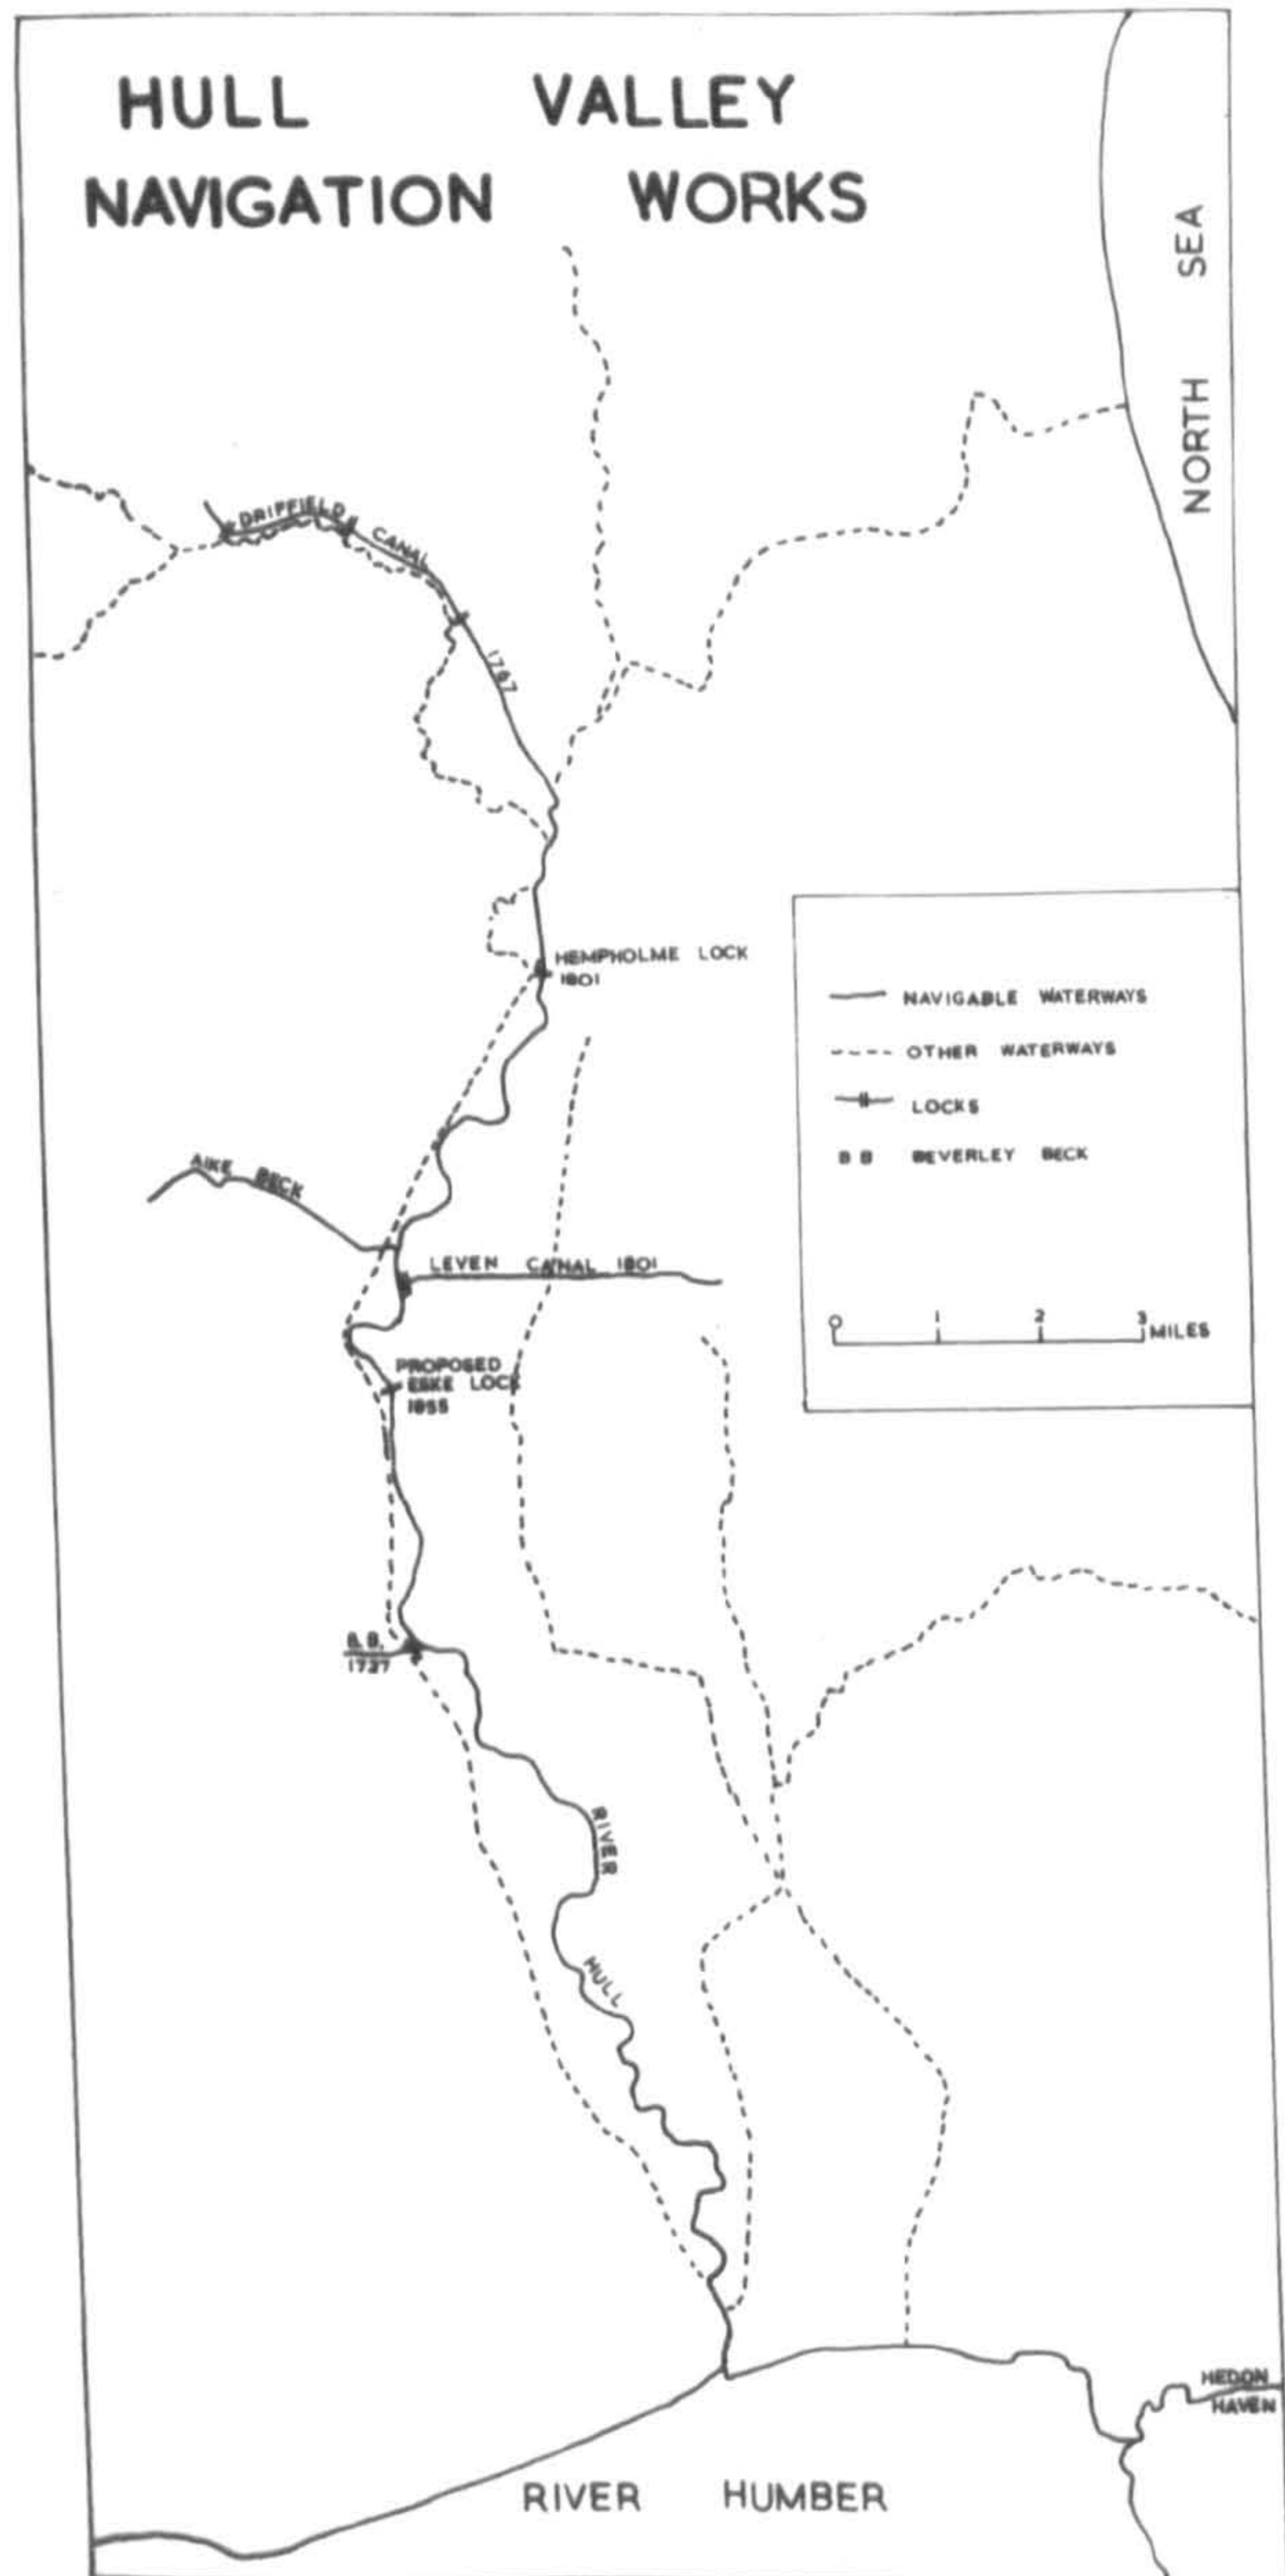 HULL VALLEY
NAVIGATION WORKS
NORTH SEA
DRIFFIELD CANAL
1767
HEMPHOLME LOCK
1801
NAVIGABLE WATERWAYS
OTHER WATERWAYS
LOCKS
B B BEVERLEY BECK
0 1 2 3 MILES
AIKE BECK
LEVEN CANAL 1801
PROPOSED
ESKE LOCK
1855
B. B.
1727
RIVER
HULL
HEDON
HAVEN
RIVER HUMBER